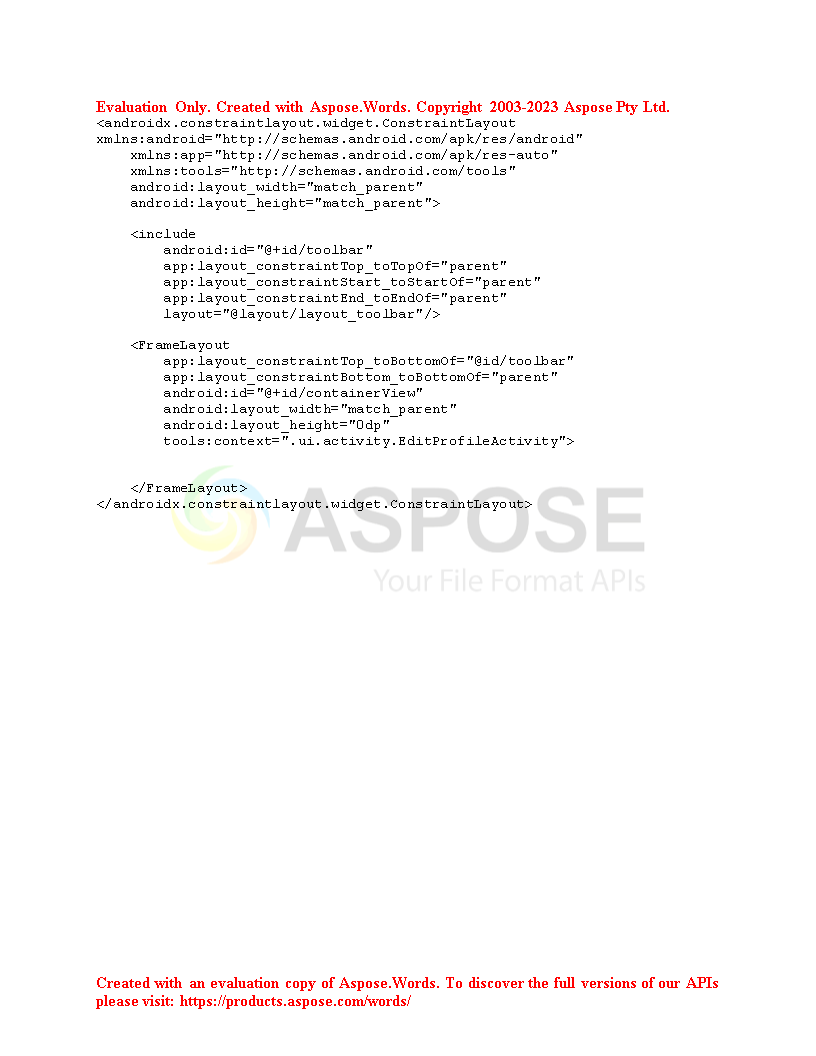 Evaluation Only. Created with Aspose.Words. Copyright 2003-2023 Aspose Pty Ltd.
<androidx.constraintlayout.widget.ConstraintLayout
xmlns:android="http://schemas.android.com/apk/res/android"
    xmlns:app="http://schemas.android.com/apk/res-auto"
    xmlns:tools="http://schemas.android.com/tools"
    android:layout_width="match_parent"
    android:layout_height="match_parent">

    <include
        android:id="@+id/toolbar"
        app:layout_constraintTop_toTopOf="parent"
        app:layout_constraintStart_toStartOf="parent"
        app:layout_constraintEnd_toEndOf="parent"
        layout="@layout/layout_toolbar"/>

    <FrameLayout
        app:layout_constraintTop_toBottomOf="@id/toolbar"
        app:layout_constraintBottom_toBottomOf="parent"
        android:id="@+id/containerView"
        android:layout_width="match_parent"
        android:layout_height="0dp"
        tools:context=".ui.activity.EditProfileActivity">

    </FrameLayout>
</androidx.constraintlayout.widget.ConstraintLayout>
ASPOSE
Your File Format APIs
Created with an evaluation copy of Aspose.Words. To discover the full versions of our APIs
please visit: https://products.aspose.com/words/